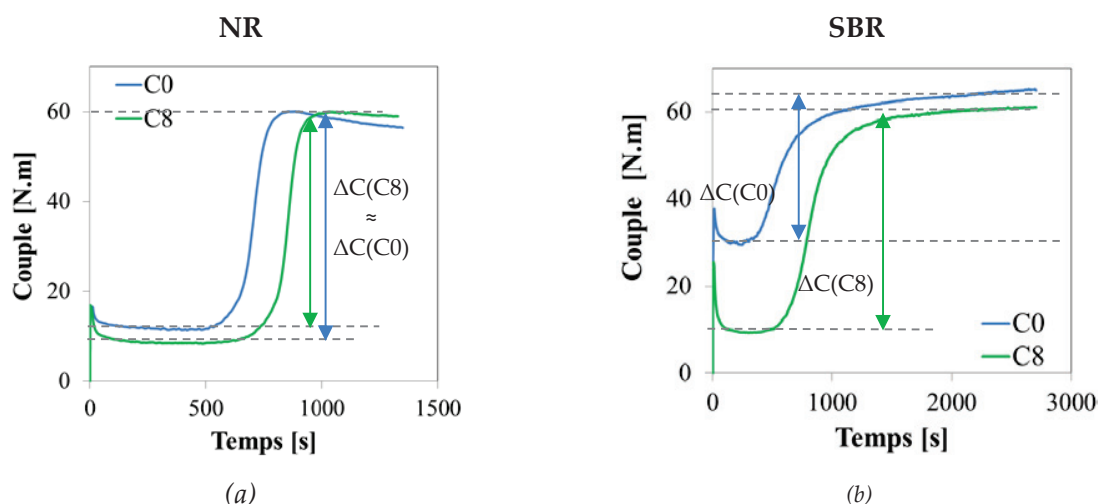 NR
C0
C8
60
40
20
0
Couple [N.m]
ΔC(C8)
≈
ΔC(C0)
0 500 1000 1500
Temps [s]
(a)
SBR
60
40
20
0
Couple [N.m]
ΔC(C0)
ΔC(C8)
C0
C8
0 1000 2000 3000
Temps [s]
(b)